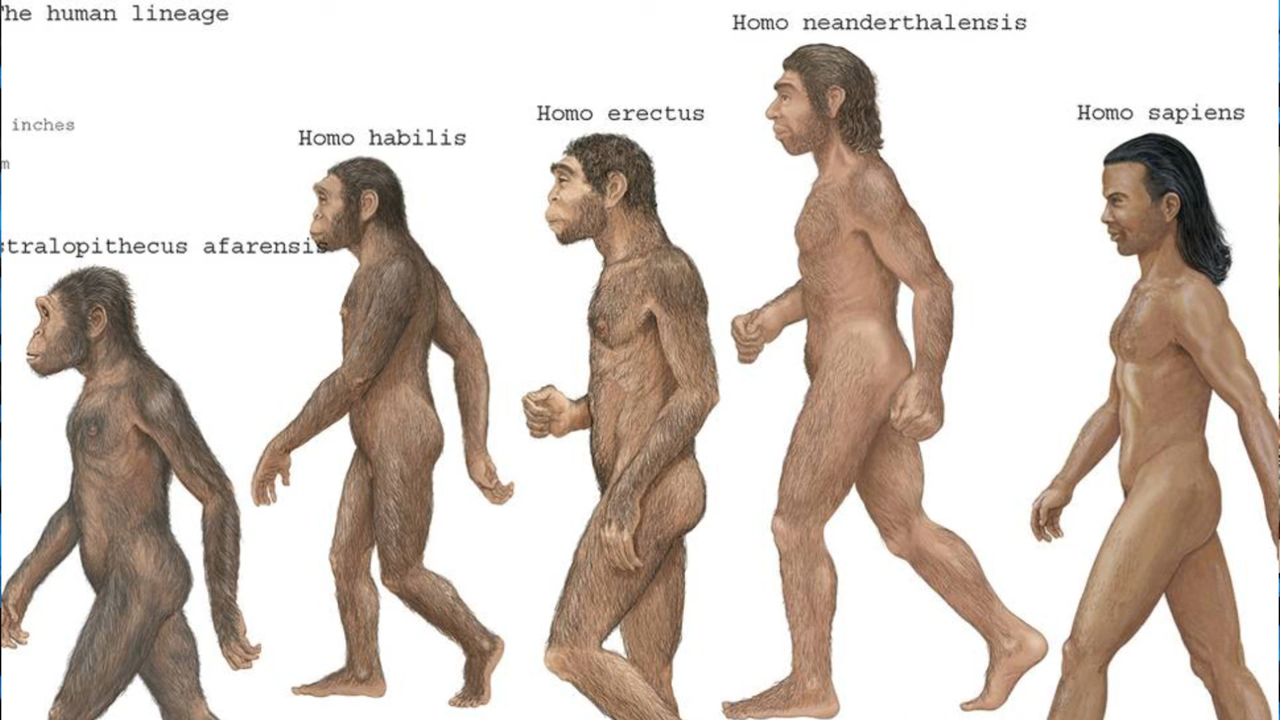 he human lineage
Homo neanderthalensis
Homo erectus
Homo sapiens
inches
Homo habilis
m
stralopithecus afarensis